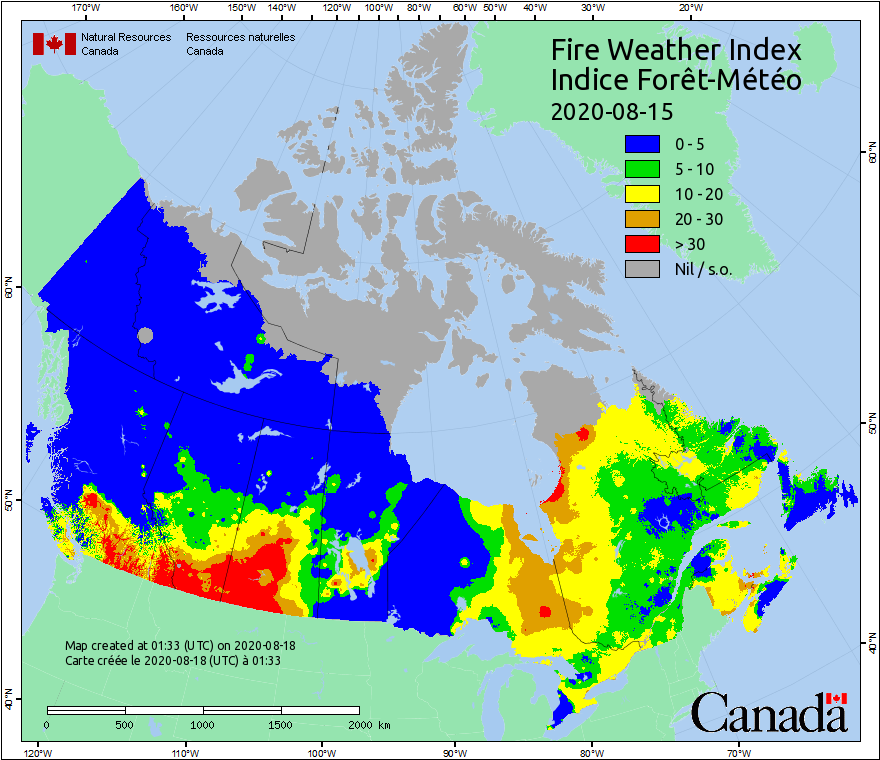 170°W 160°W 150°W 140°W 120°W 100°W 80°W 60°W 50°W 40°W 30°W 20°W
Natural Resources Ressources naturelles
Canada Canada
Fire Weather Index
Indice Forêt-Météo
2020-08-15
0 - 5
5 - 10
10 - 20
20 - 30
> 30
Nil / s.o.
60°N
60°N
50°N
50°N
40°N
40°N
Map created at 01:33 (UTC) on 2020-08-18
Carte créée le 2020-08-18 (UTC) à 01:33
0 500 1000 1500 2000 km
Canada
120°W 110°W 100°W 90°W 80°W 70°W